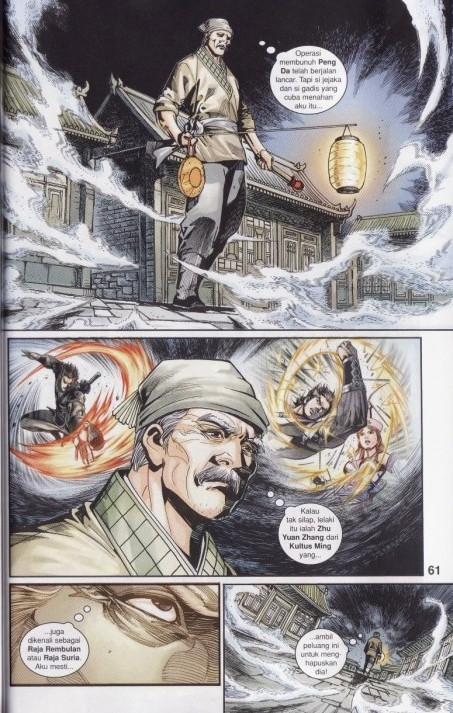 Operasi
membunuh Peng
Da telah berjalan
lancar. Tapi si jejaka
dan si gadis yang
cuba menahan
aku itu...
Kalau
tak silap, lelaki
itu ialah Zhu
Yuan Zhang dari
Kultus Ming
yang...
61
...juga
dikenali sebagai
Raja Rembulan
atau Raja Suria.
Aku mesti...
...ambil
peluang ini
untuk meng-
hapuskan
dia!